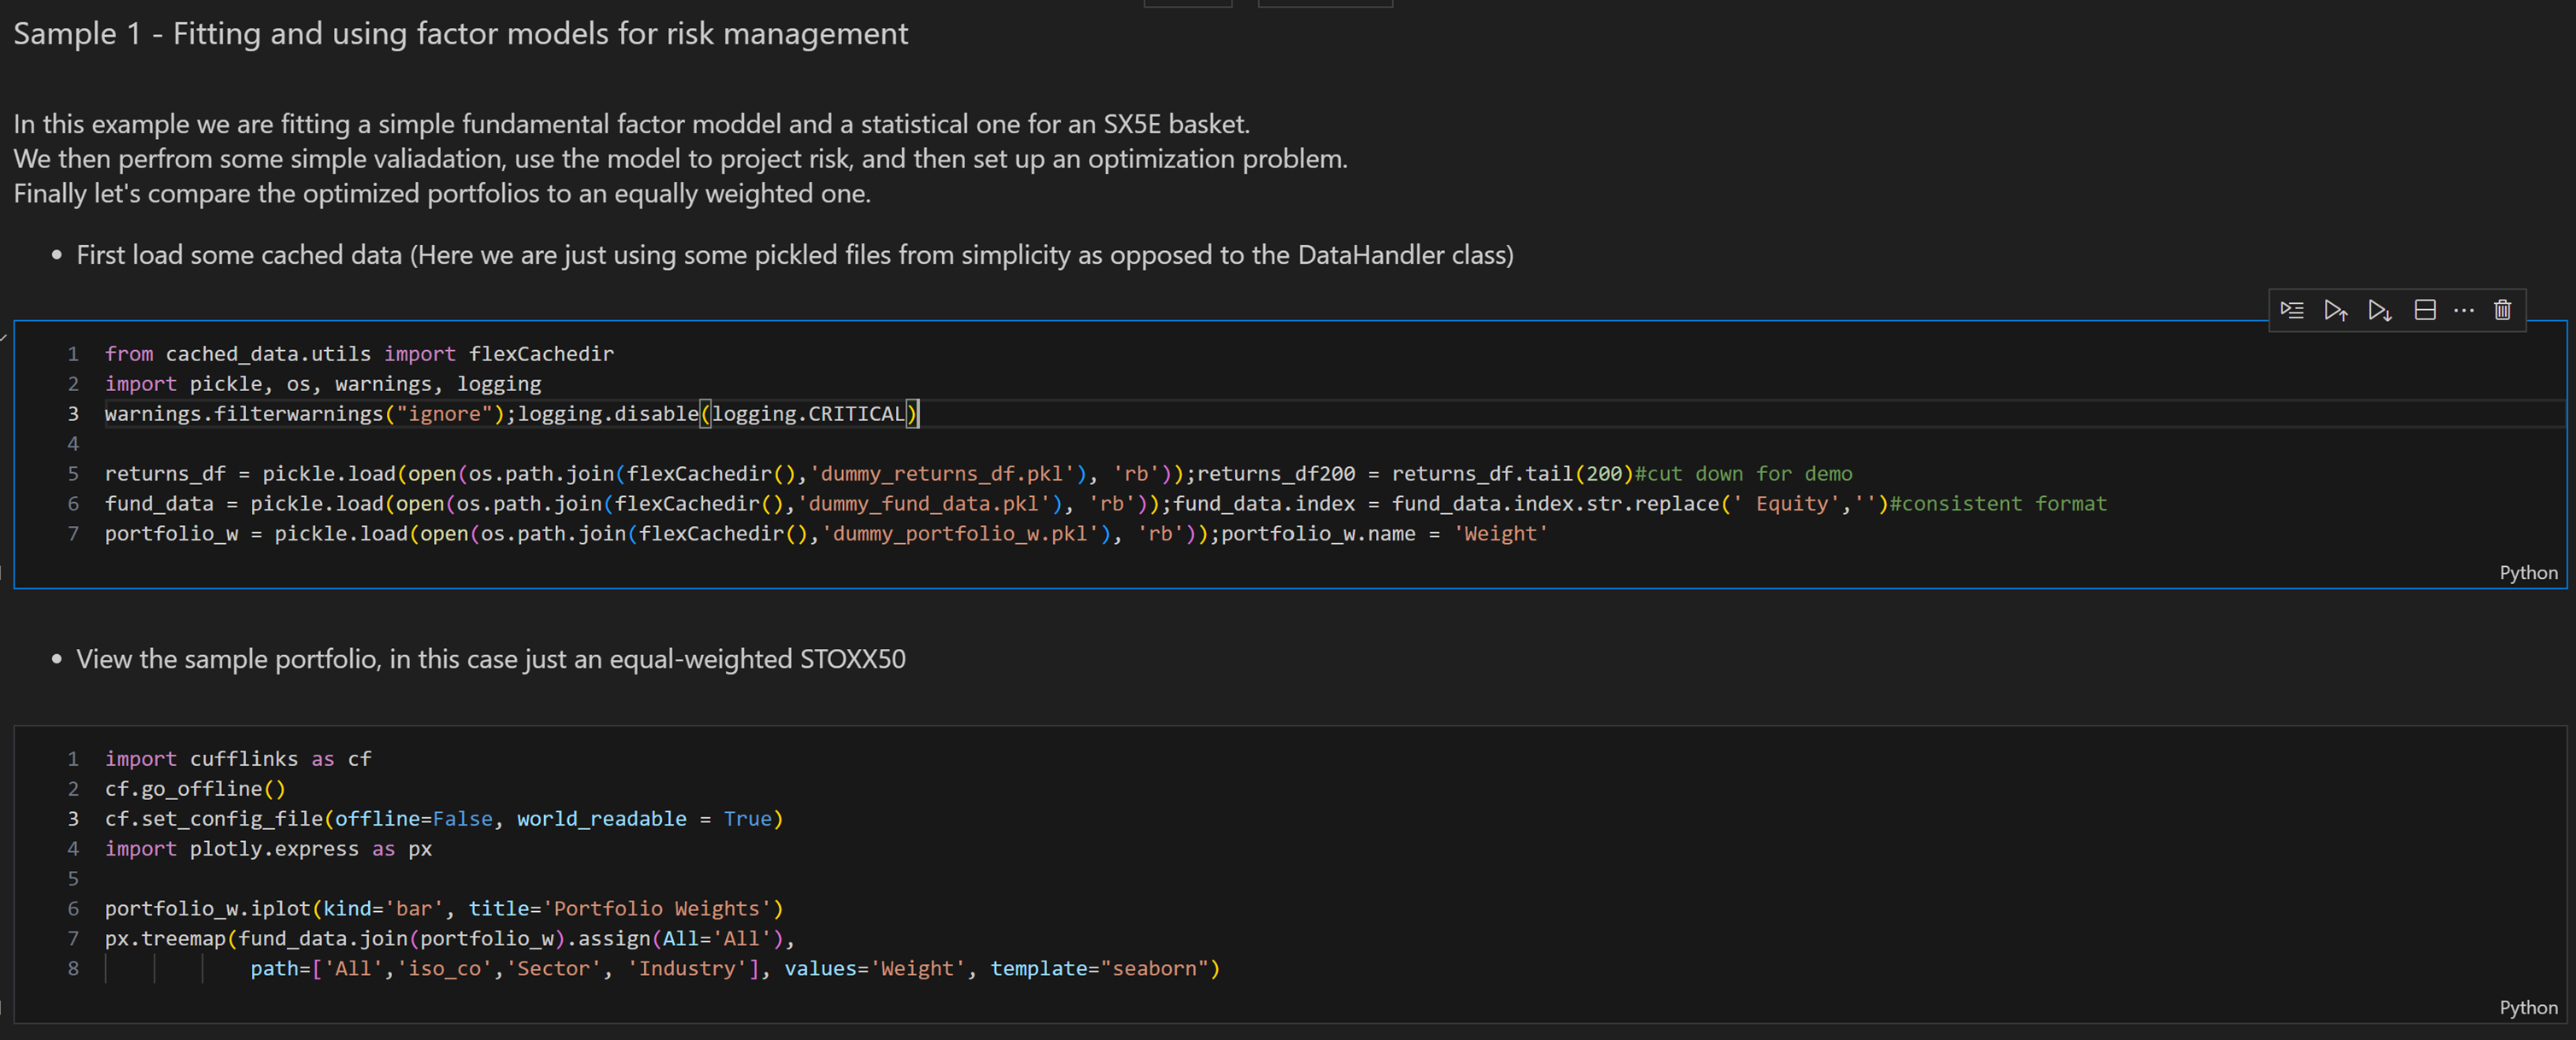 Sample 1 - Fitting and using factor models for risk management
In this example we are fitting a simple fundamental factor moddel and a statistical one for an SX5E basket.
We then perfrom some simple valiadation, use the model to project risk, and then set up an optimization problem.
Finally let's compare the optimized portfolios to an equally weighted one.
• First load some cached data (Here we are just using some pickled files from simplicity as opposed to the DataHandler class)
1 from cached_data.utils import flexCachedir
2 import pickle, os, warnings, logging
3 warnings.filterwarnings("ignore");logging.disable(logging.CRITICAL)
4
5 returns_df = pickle.load(open(os.path.join(flexCachedir(),'dummy_returns_df.pkl'), 'rb'));returns_df200 = returns_df.tail(200)#cut down for demo
6 fund_data = pickle.load(open(os.path.join(flexCachedir(),'dummy_fund_data.pkl'), 'rb'));fund_data.index = fund_data.index.str.replace(' Equity','')#consistent format
7 portfolio_w = pickle.load(open(os.path.join(flexCachedir(),'dummy_portfolio_w.pkl'), 'rb'));portfolio_w.name = 'Weight'
Python
• View the sample portfolio, in this case just an equal-weighted STOXX50
1 import cufflinks as cf
2 cf.go_offline()
3 cf.set_config_file(offline=False, world_readable = True)
4 import plotly.express as px
5
6 portfolio_w.iplot(kind='bar', title='Portfolio Weights')
7 px.treemap(fund_data.join(portfolio_w).assign(All='All'),
8 path=['All','iso_co','Sector', 'Industry'], values='Weight', template="seaborn")
Python